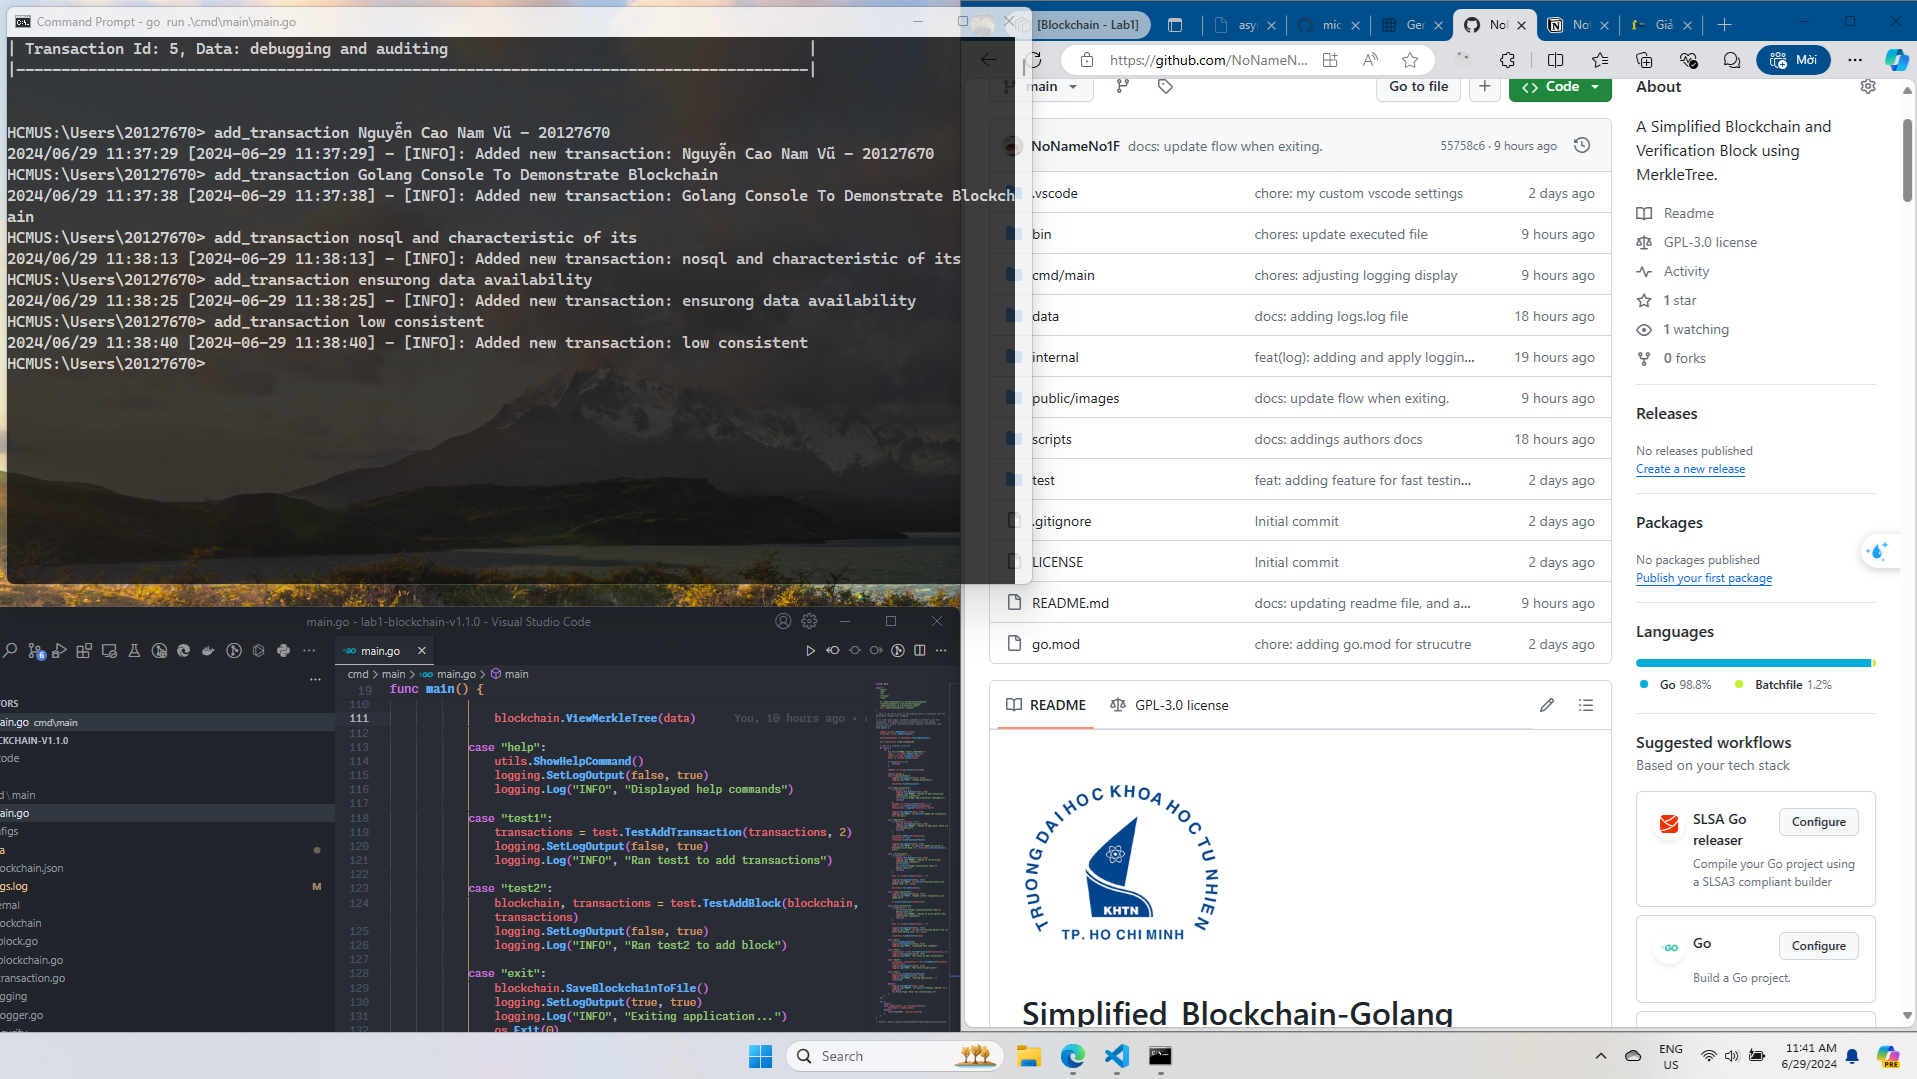 Command Prompt - go  run .\cmd\main\main.go
| Transaction Id: 5, Data: debugging and auditing |
|----------------------------------------------------------------------------------------|
HCMUS:\Users\20127670> add_transaction Nguyễn Cao Nam Vũ - 20127670
2024/06/29 11:37:29 [2024-06-29 11:37:29] - [INFO]: Added new transaction: Nguyễn Cao Nam Vũ - 20127670
HCMUS:\Users\20127670> add_transaction Golang Console To Demonstrate Blockchain
2024/06/29 11:37:38 [2024-06-29 11:37:38] - [INFO]: Added new transaction: Golang Console To Demonstrate Blockch
ain
HCMUS:\Users\20127670> add_transaction nosql and characteristic of its
2024/06/29 11:38:13 [2024-06-29 11:38:13] - [INFO]: Added new transaction: nosql and characteristic of its
HCMUS:\Users\20127670> add_transaction ensurong data availability
2024/06/29 11:38:25 [2024-06-29 11:38:25] - [INFO]: Added new transaction: ensurong data availability
HCMUS:\Users\20127670> add_transaction low consistent
2024/06/29 11:38:40 [2024-06-29 11:38:40] - [INFO]: Added new transaction: low consistent
HCMUS:\Users\20127670>
main.go - lab1-blockchain-v1.1.0 - Visual Studio Code
main.go
cmd > main > main.go > main
19 func main() {
110
111 blockchain.ViewMerkleTree(data) You, 10 hours ago •
112
113 case "help":
114 utils.ShowHelpCommand()
115 logging.SetLogOutput(false, true)
116 logging.Log("INFO", "Displayed help commands")
117
118 case "test1":
119 transactions = test.TestAddTransaction(transactions, 2)
120 logging.SetLogOutput(false, true)
121 logging.Log("INFO", "Ran test1 to add transactions")
122
123 case "test2":
124 blockchain, transactions = test.TestAddBlock(blockchain,
transactions)
125 logging.SetLogOutput(false, true)
126 logging.Log("INFO", "Ran test2 to add block")
127
128 case "exit":
129 blockchain.SaveBlockchainToFile()
130 logging.SetLogOutput(true, true)
131 logging.Log("INFO", "Exiting application...")
132 os.Exit(0)
TORS
ain.go cmd\main
CKCHAIN-V1.1.0
code
d\main
ain.go
nfigs
a
ockchain.json
gs.log M
ernal
ockchain
block.go
blockchain.go
transaction.go
gging
ogger.go
[Blockchain - Lab1]
asy
mic
Ger
Nol
Not
Giả
https://github.com/NoNameN...
Mời
main
Go to file
Code
NoNameNo1F docs: update flow when exiting. 55758c6 · 9 hours ago
.vscode chore: my custom vscode settings 2 days ago
bin chores: update executed file 9 hours ago
cmd/main chores: adjusting logging display 9 hours ago
data docs: adding logs.log file 18 hours ago
internal feat(log): adding and apply loggin... 19 hours ago
public/images docs: update flow when exiting. 9 hours ago
scripts docs: addings authors docs 18 hours ago
test feat: adding feature for fast testin... 2 days ago
.gitignore Initial commit 2 days ago
LICENSE Initial commit 2 days ago
README.md docs: updating readme file, and a... 9 hours ago
go.mod chore: adding go.mod for strucutre 2 days ago
README
GPL-3.0 license
TRUONG DAI HOC KHOA HOC TU NHIEN
KHTN
TP. HO CHI MINH
Simplified Blockchain-Golang
About
A Simplified Blockchain and
Verification Block using
MerkleTree.
Readme
GPL-3.0 license
Activity
1 star
1 watching
0 forks
Releases
No releases published
Create a new release
Packages
No packages published
Publish your first package
Languages
Go 98.8% Batchfile 1.2%
Suggested workflows
Based on your tech stack
SLSA Go
releaser
Configure
Compile your Go project using
a SLSA3 compliant builder
GO
Go
Configure
Build a Go project.
Search
ENG
US
11:41 AM
6/29/2024
PRE